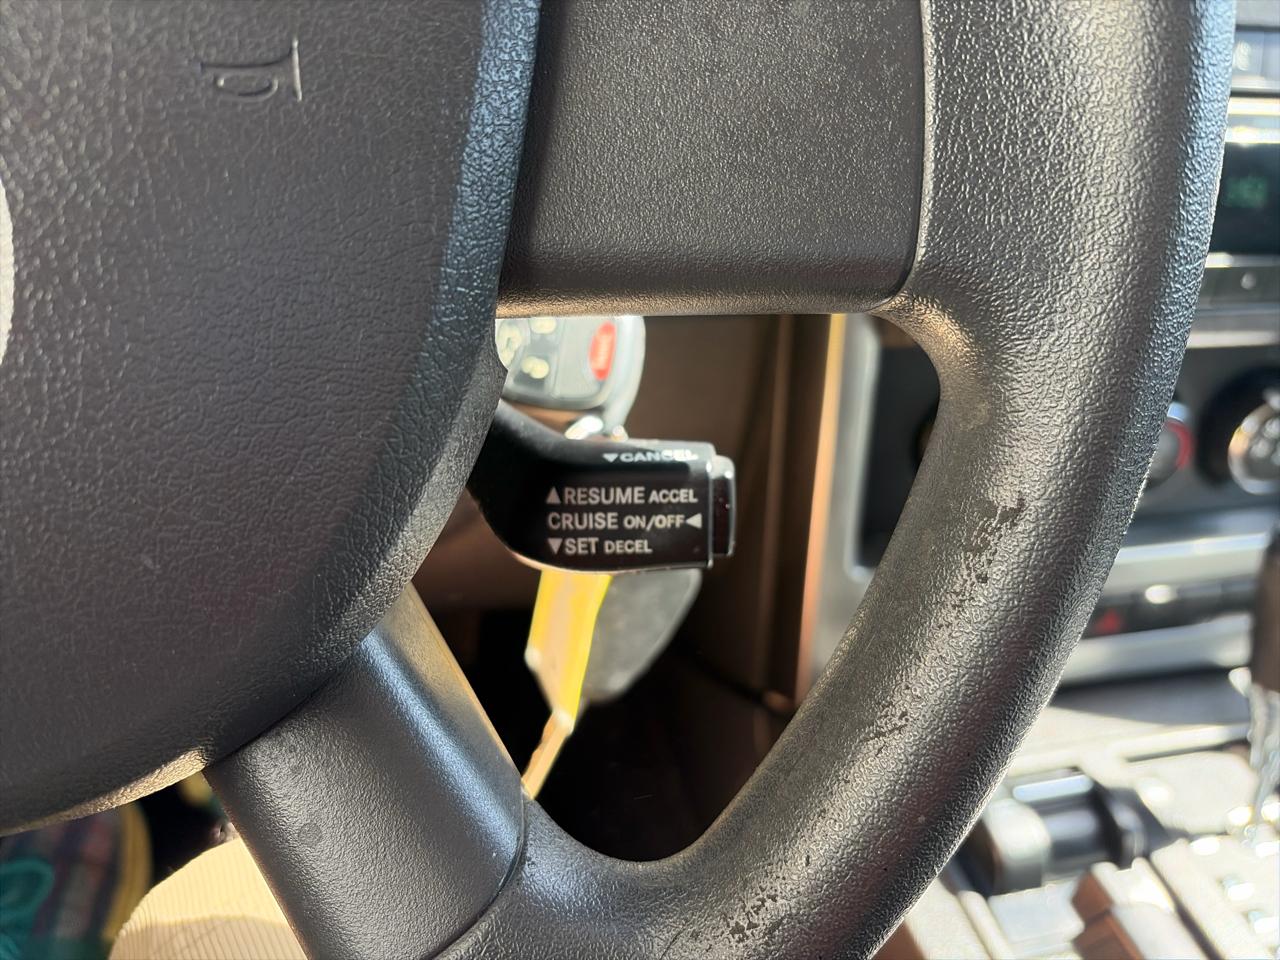 ▼CANCEL
▲RESUME ACCEL
CRUISE ON/OFF◀
▼SET DECEL